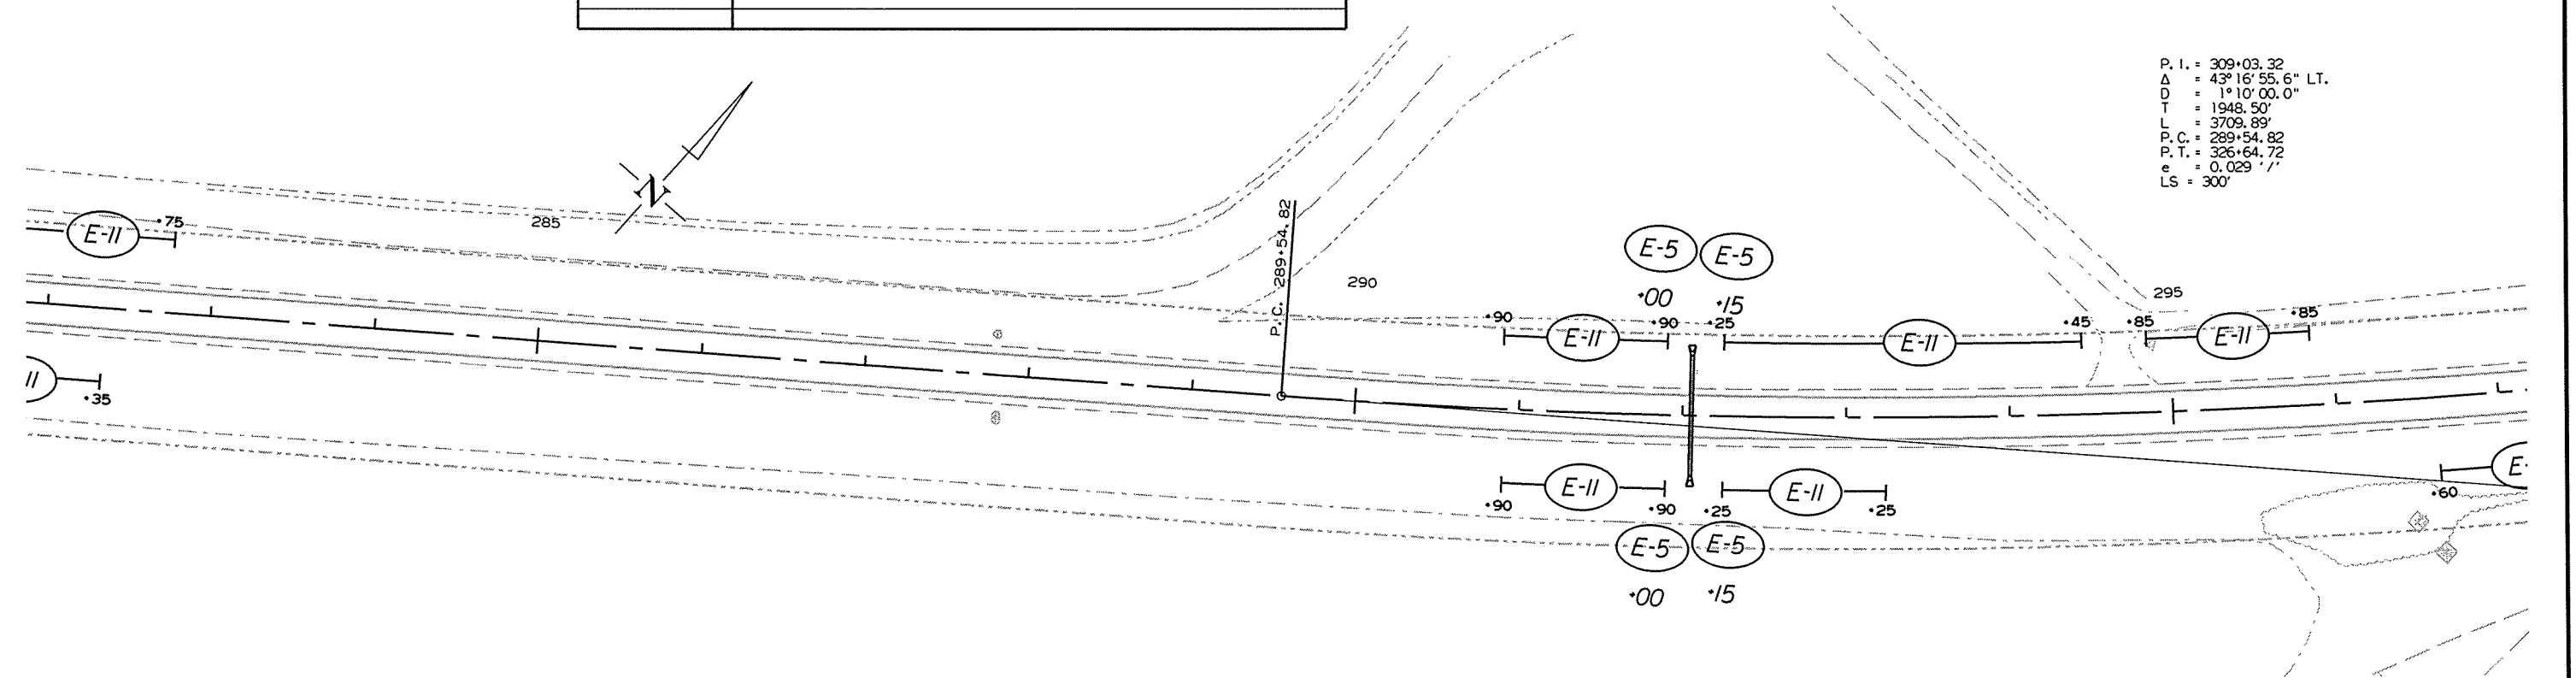 P.I. = 309+03.32
Δ = 43°16'55.6" LT.
D = 1°10'00.0"
T = 1948.50'
L = 3709.89'
P.C. = 289+54.82
P.T. = 326+64.72
e = 0.029 '/'
LS = 300'
N
285
+75
E-11
P.C. 289+54.82
290
E-5 E-5
+00 +15
295
+90 +90 +25 +45 +85 +85
E-11 E-11 E-11
11
+35
E-11 E-11
E-
+90 +90 +25 +25 +60
E-5 E-5
+00 +15